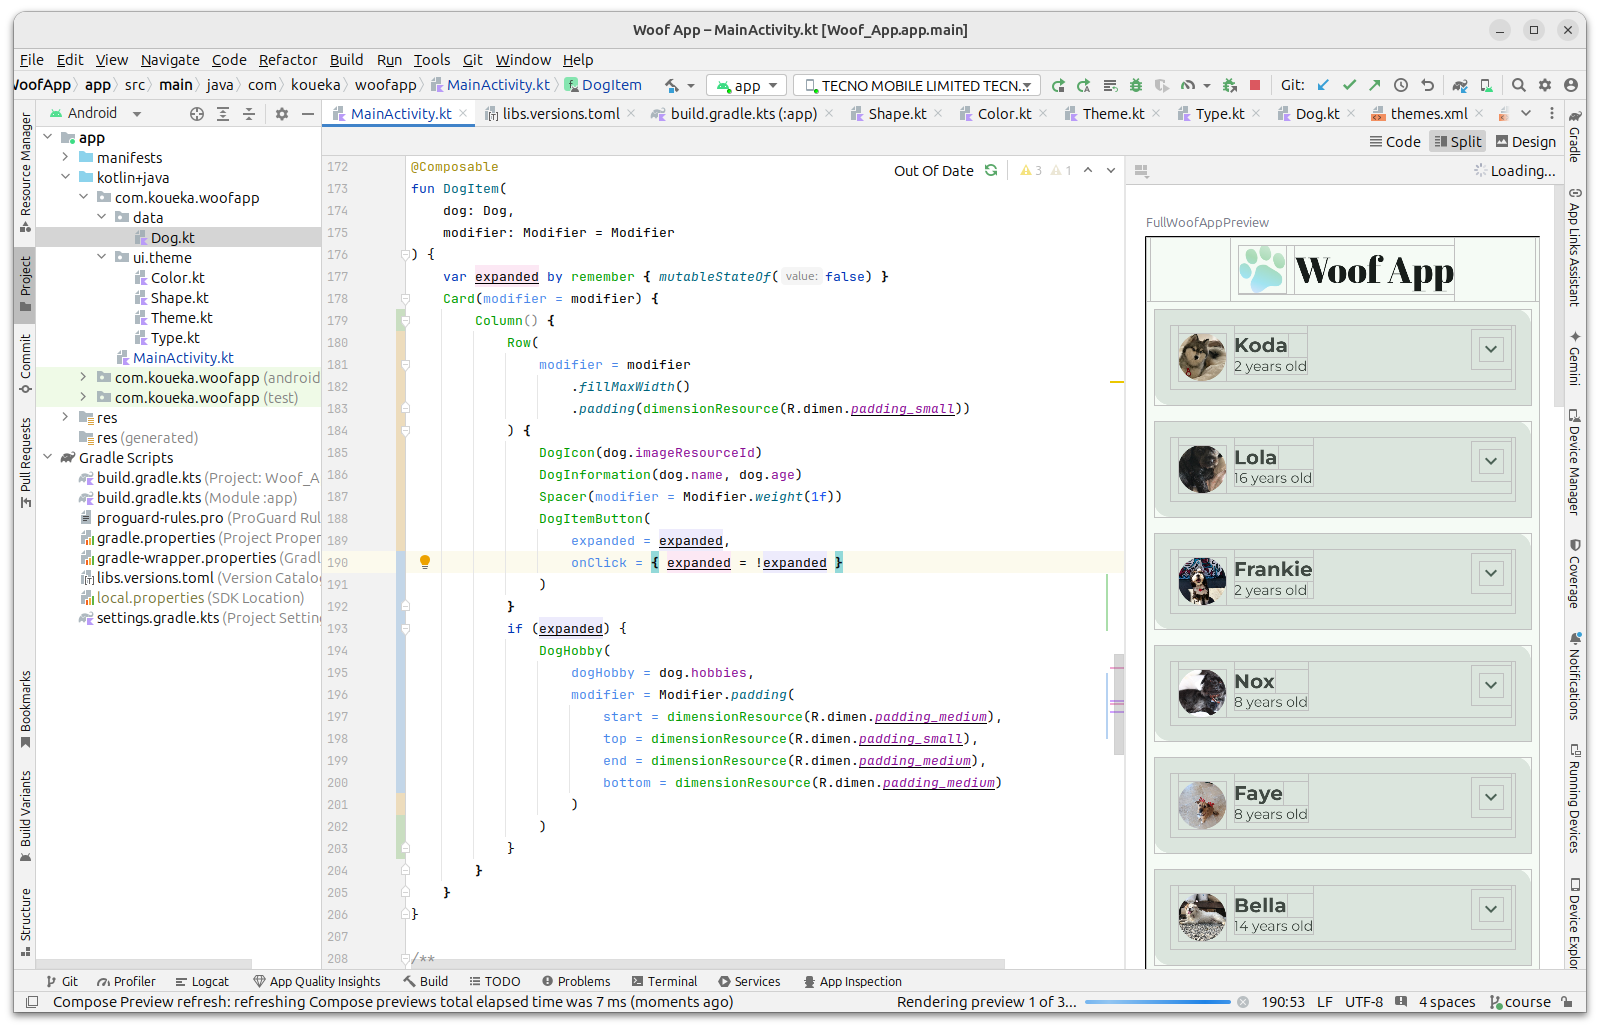 Woof App – MainActivity.kt [Woof_App.app.main]
File Edit View Navigate Code Refactor Build Run Tools Git Window Help
WoofApp app src main java com koueka woofapp MainActivity.kt DogItem app TECNO MOBILE LIMITED TECN... Git:
Android
MainActivity.kt libs.versions.toml build.gradle.kts (:app) Shape.kt Color.kt Theme.kt Type.kt Dog.kt themes.xml
Code Split Design
Resource Manager
Project
Commit
Pull Requests
Bookmarks
Build Variants
Structure
app
manifests
kotlin+java
com.koueka.woofapp
data
Dog.kt
ui.theme
Color.kt
Shape.kt
Theme.kt
Type.kt
MainActivity.kt
com.koueka.woofapp (android
com.koueka.woofapp (test)
res
res (generated)
Gradle Scripts
build.gradle.kts (Project: Woof_A
build.gradle.kts (Module :app)
proguard-rules.pro (ProGuard Rul
gradle.properties (Project Proper
gradle-wrapper.properties (Gradl
libs.versions.toml (Version Catalo
local.properties (SDK Location)
settings.gradle.kts (Project Settin
Out Of Date 3 1
172 @Composable
173 fun DogItem(
174 dog: Dog,
175 modifier: Modifier = Modifier
176 ) {
177 var expanded by remember { mutableStateOf( value: false) }
178 Card(modifier = modifier) {
179 Column() {
180 Row(
181 modifier = modifier
182 .fillMaxWidth()
183 .padding(dimensionResource(R.dimen.padding_small))
184 ) {
185 DogIcon(dog.imageResourceId)
186 DogInformation(dog.name, dog.age)
187 Spacer(modifier = Modifier.weight(1f))
188 DogItemButton(
189 expanded = expanded,
190 onClick = { expanded = !expanded }
191 )
192 }
193 if (expanded) {
194 DogHobby(
195 dogHobby = dog.hobbies,
196 modifier = Modifier.padding(
197 start = dimensionResource(R.dimen.padding_medium),
198 top = dimensionResource(R.dimen.padding_small),
199 end = dimensionResource(R.dimen.padding_medium),
200 bottom = dimensionResource(R.dimen.padding_medium)
201 )
202 )
203 }
204 }
205 }
206 }
207
208 /**
Loading...
FullWoofAppPreview
Woof App
Koda
2 years old
Lola
16 years old
Frankie
2 years old
Nox
8 years old
Faye
8 years old
Bella
14 years old
Gradle
App Links Assistant
Gemini
Device Manager
Coverage
Notifications
Running Devices
Device Explor
Git Profiler Logcat App Quality Insights Build TODO Problems Terminal Services App Inspection
Compose Preview refresh: refreshing Compose previews total elapsed time was 7 ms (moments ago) Rendering preview 1 of 3... 190:53 LF UTF-8 4 spaces course